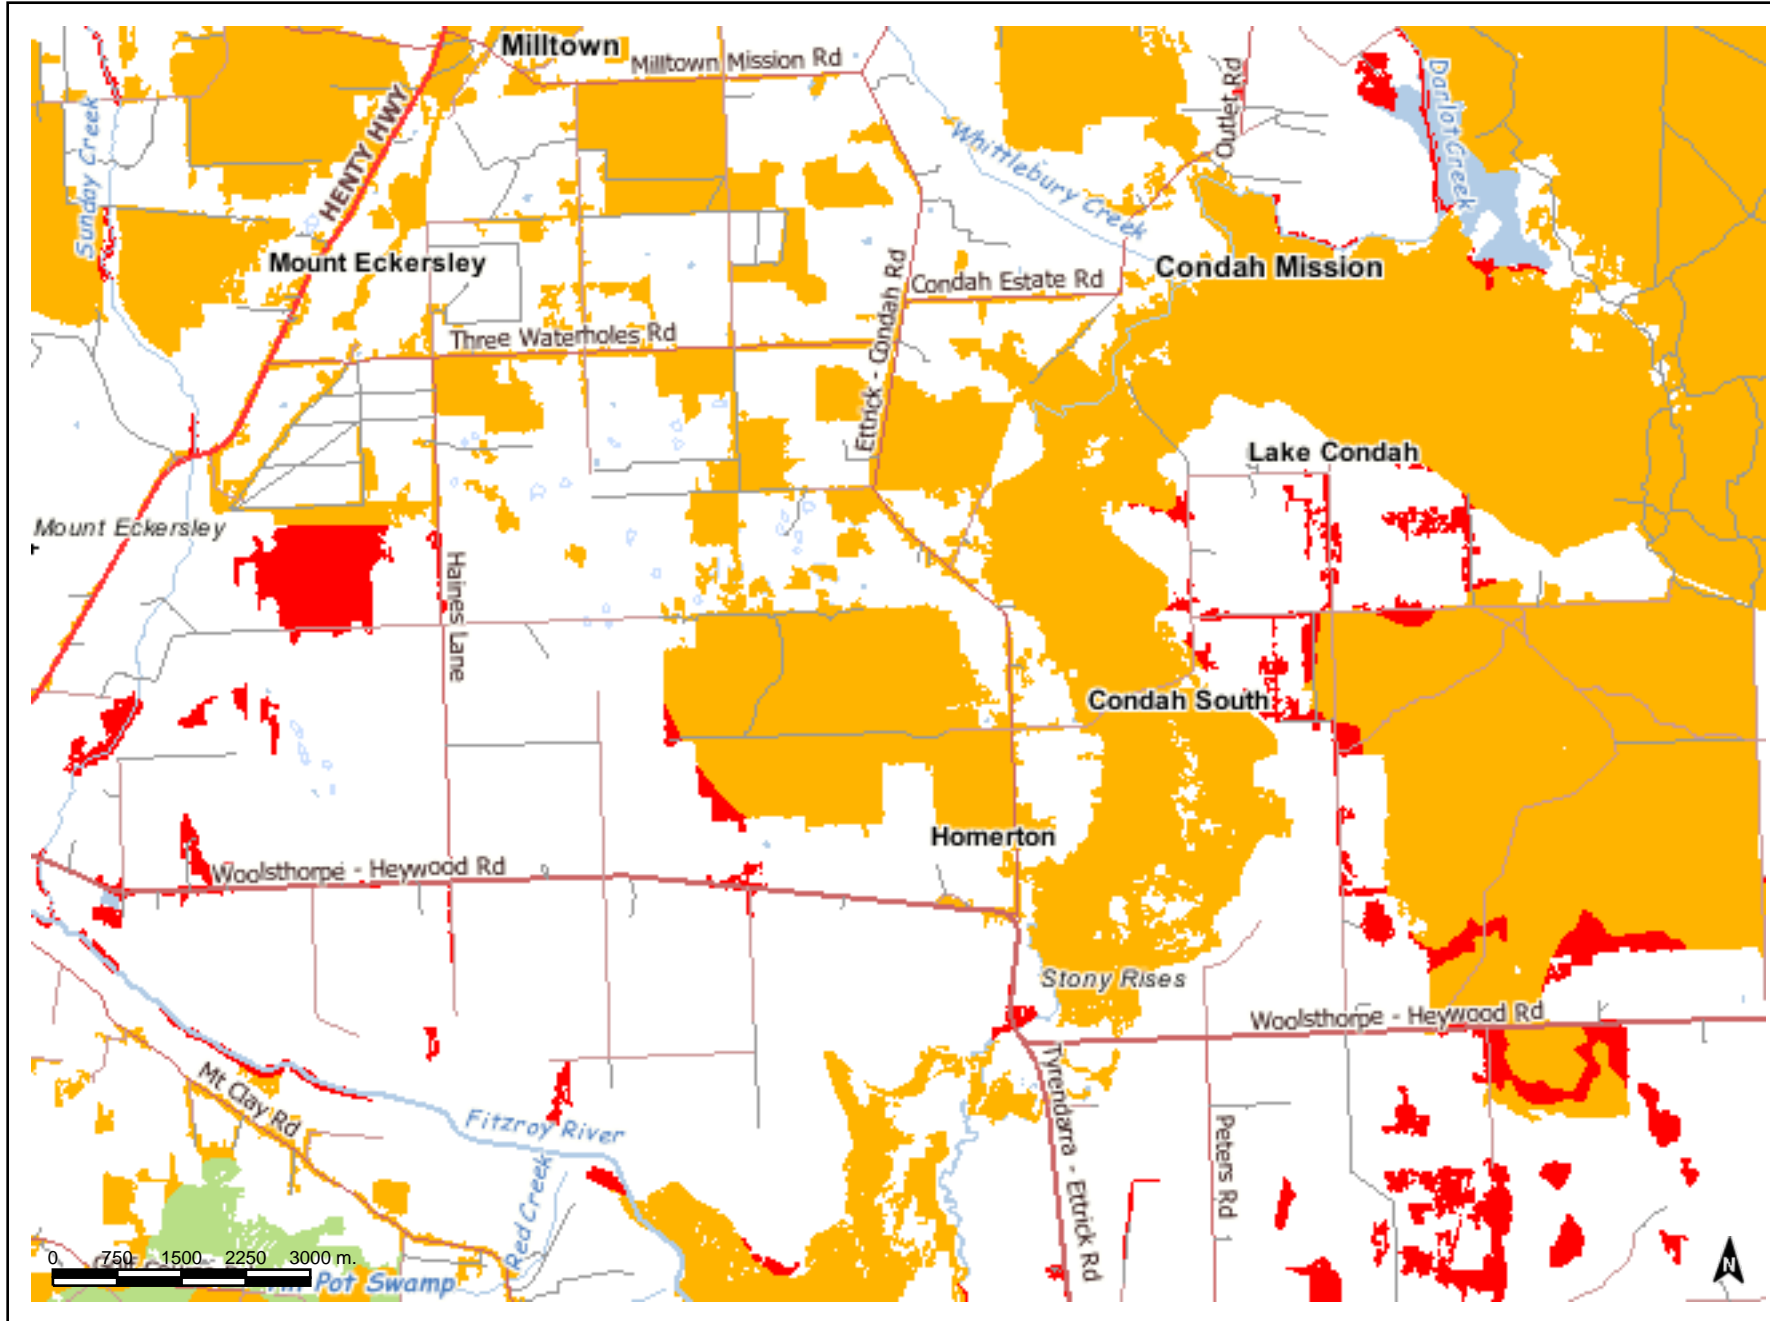 Milltown
Milltown Mission Rd
HENTY HWY
Sunday Creek
Whittlebury Creek
Outlet Rd
Darlot Creek
Mount Eckersley
Condah Estate Rd
Condah Mission
Three Waterholes Rd
Ettrick - Condah Rd
Lake Condah
Mount Eckersley
Haines Lane
Condah South
Homerton
Woolsthorpe - Heywood Rd
Stony Rises
Woolsthorpe - Heywood Rd
Mt Clay Rd
Fitzroy River
Red Creek
Tyrendarra - Ettrick Rd
Peters Rd
0 750 1500 2250 3000 m.
Pot Swamp
N